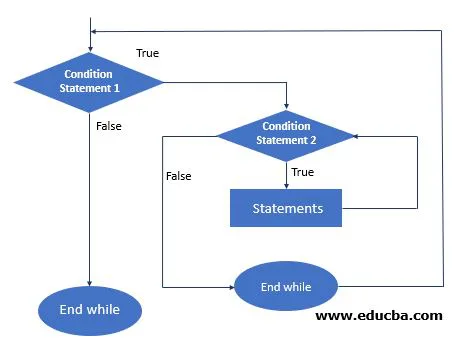 True
Condition
Statement 1
False
Condition
Statement 2
False
True
Statements
End while
End while
www.educba.com